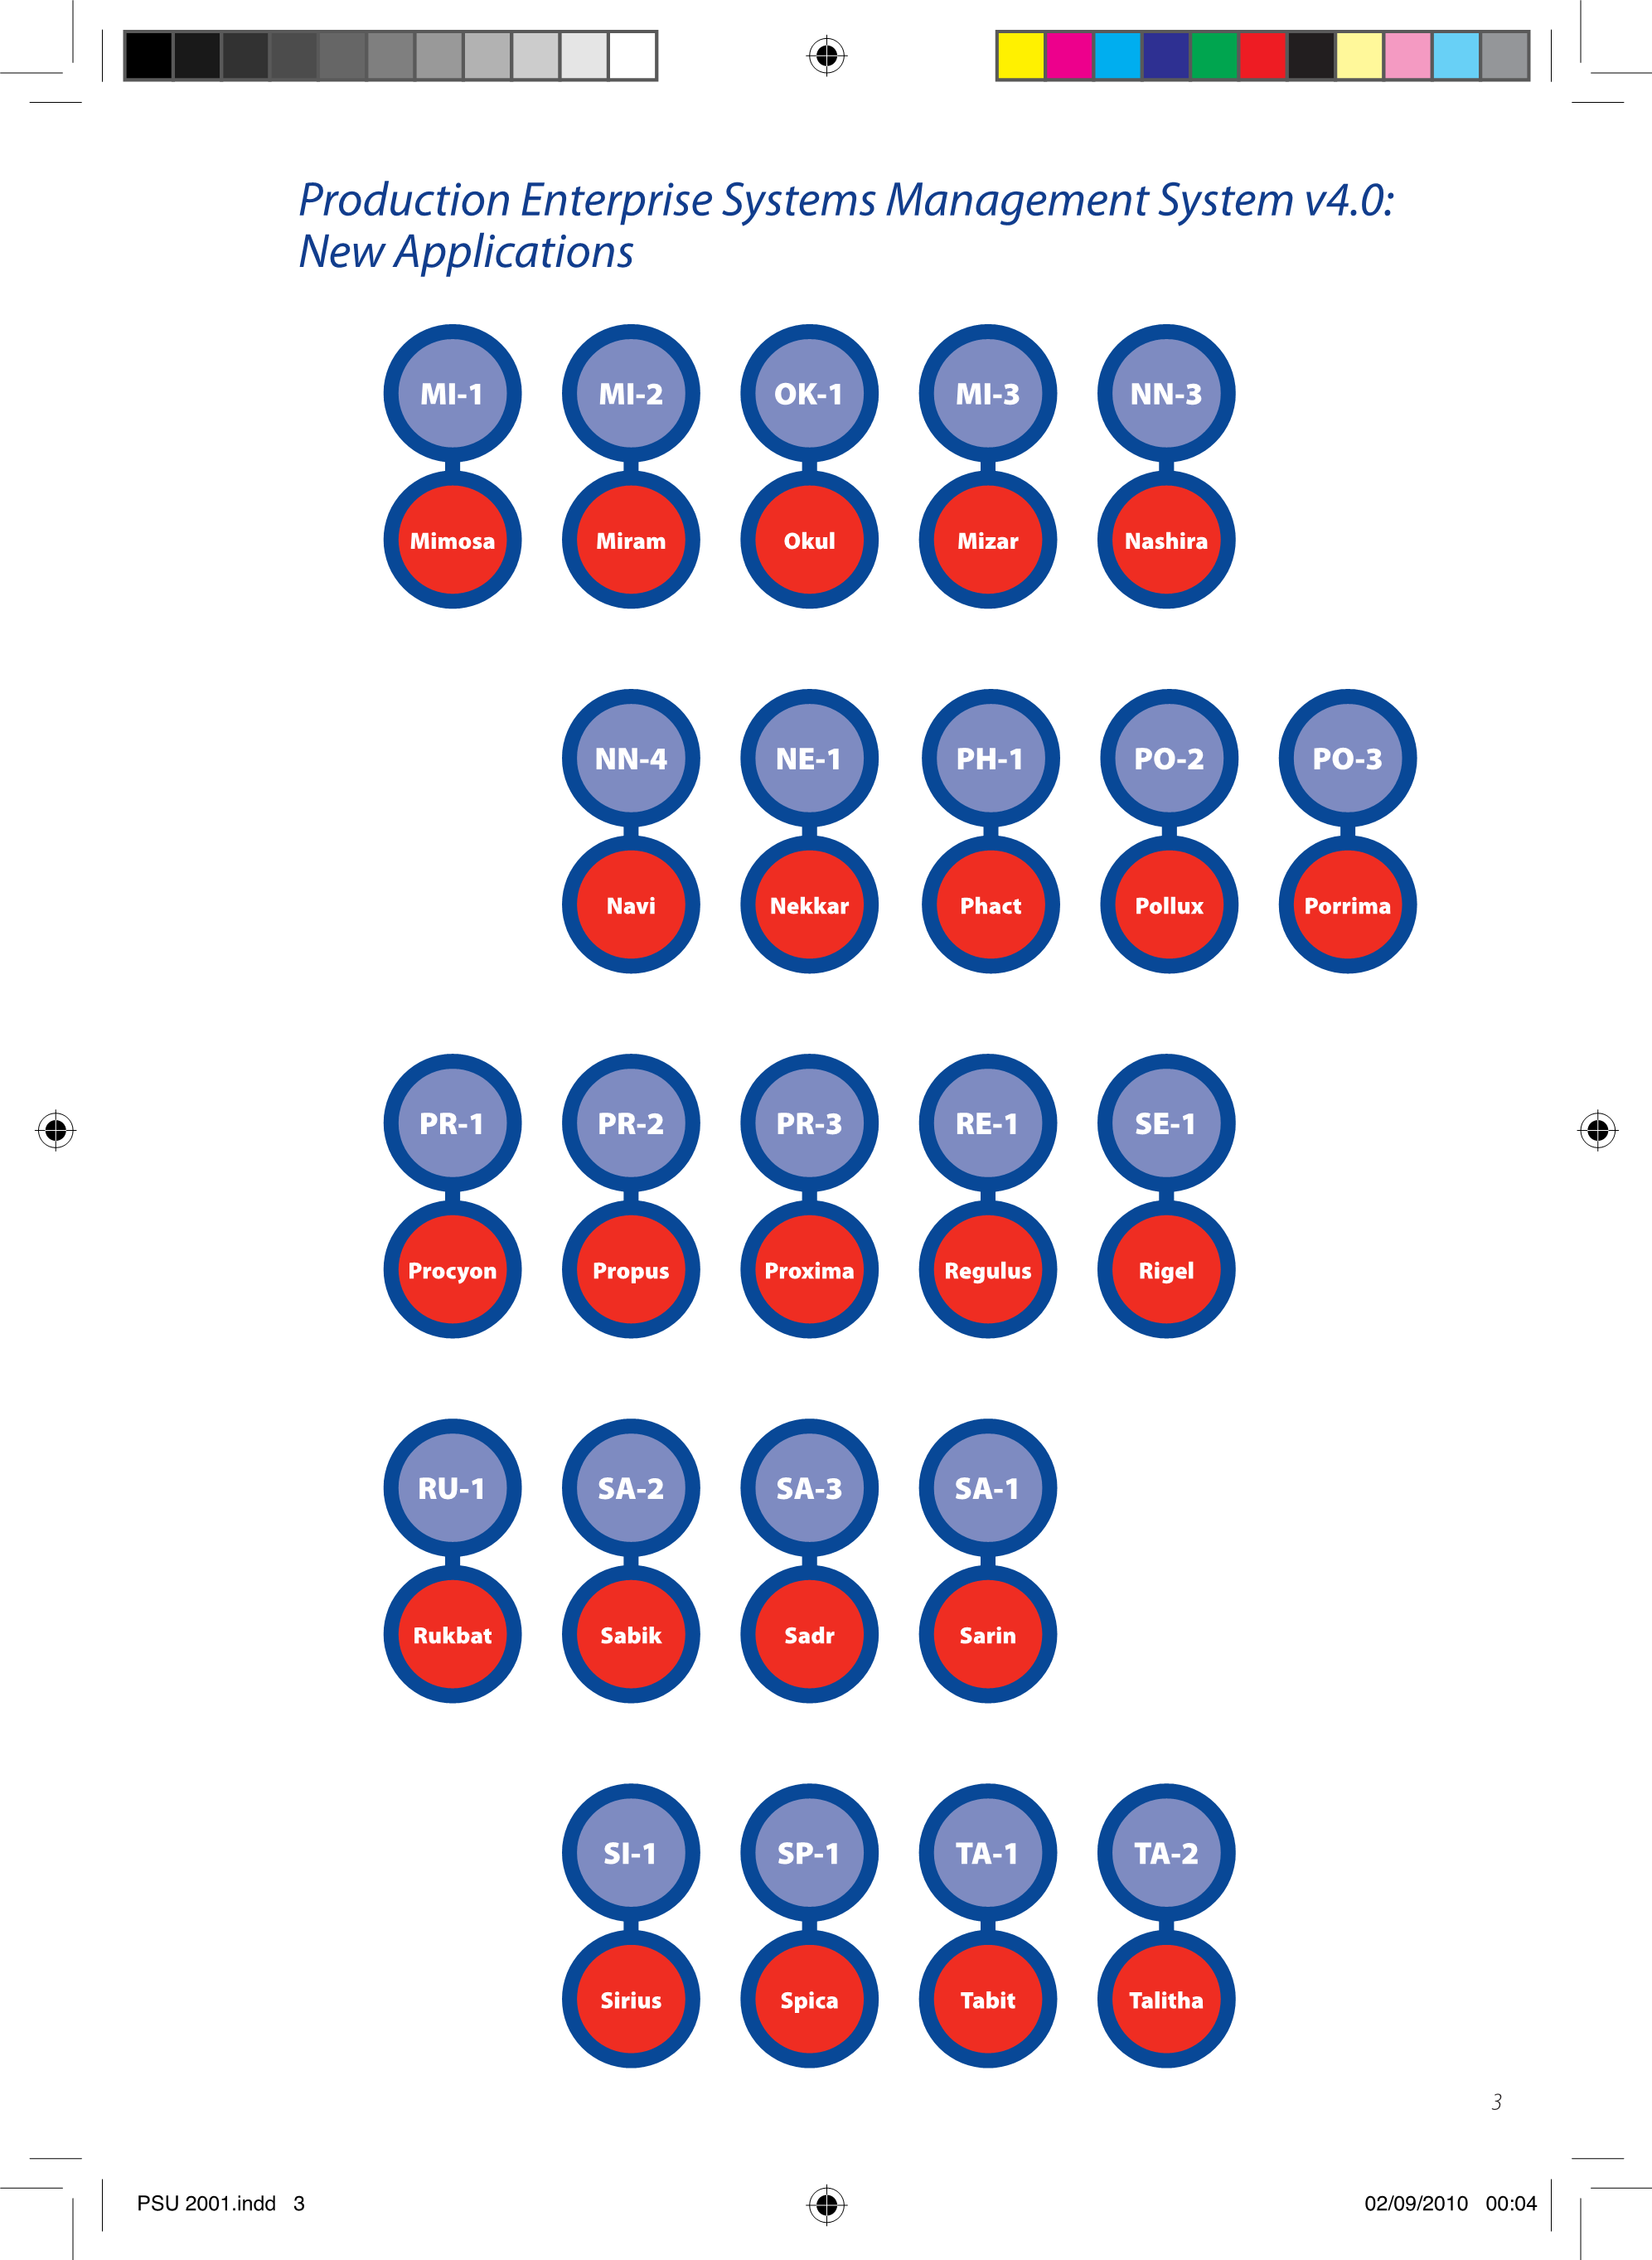 Production Enterprise Systems Management System v4.0:
New Applications
MI-1 MI-2 OK-1 MI-3 NN-3
Mimosa Miram Okul Mizar Nashira
NN-4 NE-1 PH-1 PO-2 PO-3
Navi Nekkar Phact Pollux Porrima
PR-1 PR-2 PR-3 RE-1 SE-1
Procyon Propus Proxima Regulus Rigel
RU-1 SA-2 SA-3 SA-1
Rukbat Sabik Sadr Sarin
SI-1 SP-1 TA-1 TA-2
Sirius Spica Tabit Talitha
3
PSU 2001.indd 3 02/09/2010 00:04